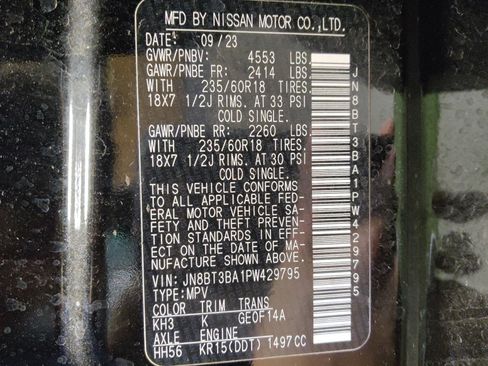 MFD BY NISSAN MOTOR CO.,LTD.
DATE: 09/23
GVWR/PNBV: 4553 LBS.
GAWR/PNBE FR: 2414 LBS.
WITH 235/60R18 TIRES.
18X7 1/2J RIMS. AT 33 PSI
COLD SINGLE.
GAWR/PNBE RR: 2260 LBS.
WITH 235/60R18 TIRES.
18X7 1/2J RIMS. AT 30 PSI
COLD SINGLE.
THIS VEHICLE CONFORMS
TO ALL APPLICABLE FED-
ERAL MOTOR VEHICLE SA-
FETY AND THEFT PREVEN-
TION STANDARDS IN EFF-
ECT ON THE DATE OF MA-
NUFACTURE SHOWN ABOVE.
VIN: JN8BT3BA1PW429795
TYPE:MPV
COLOR TRIM TRANS
KH3 K GE0F14A
AXLE ENGINE
HH56 KR15(DDT) 1497CC
JN8BT3BA1PW429795